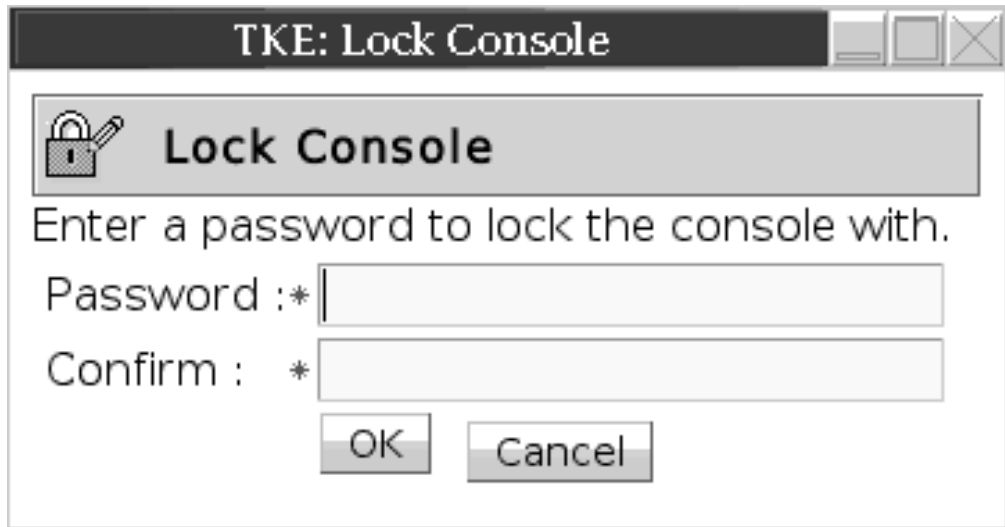 TKE: Lock Console
Lock Console
Enter a password to lock the console with.
Password :*
Confirm : *
OK Cancel